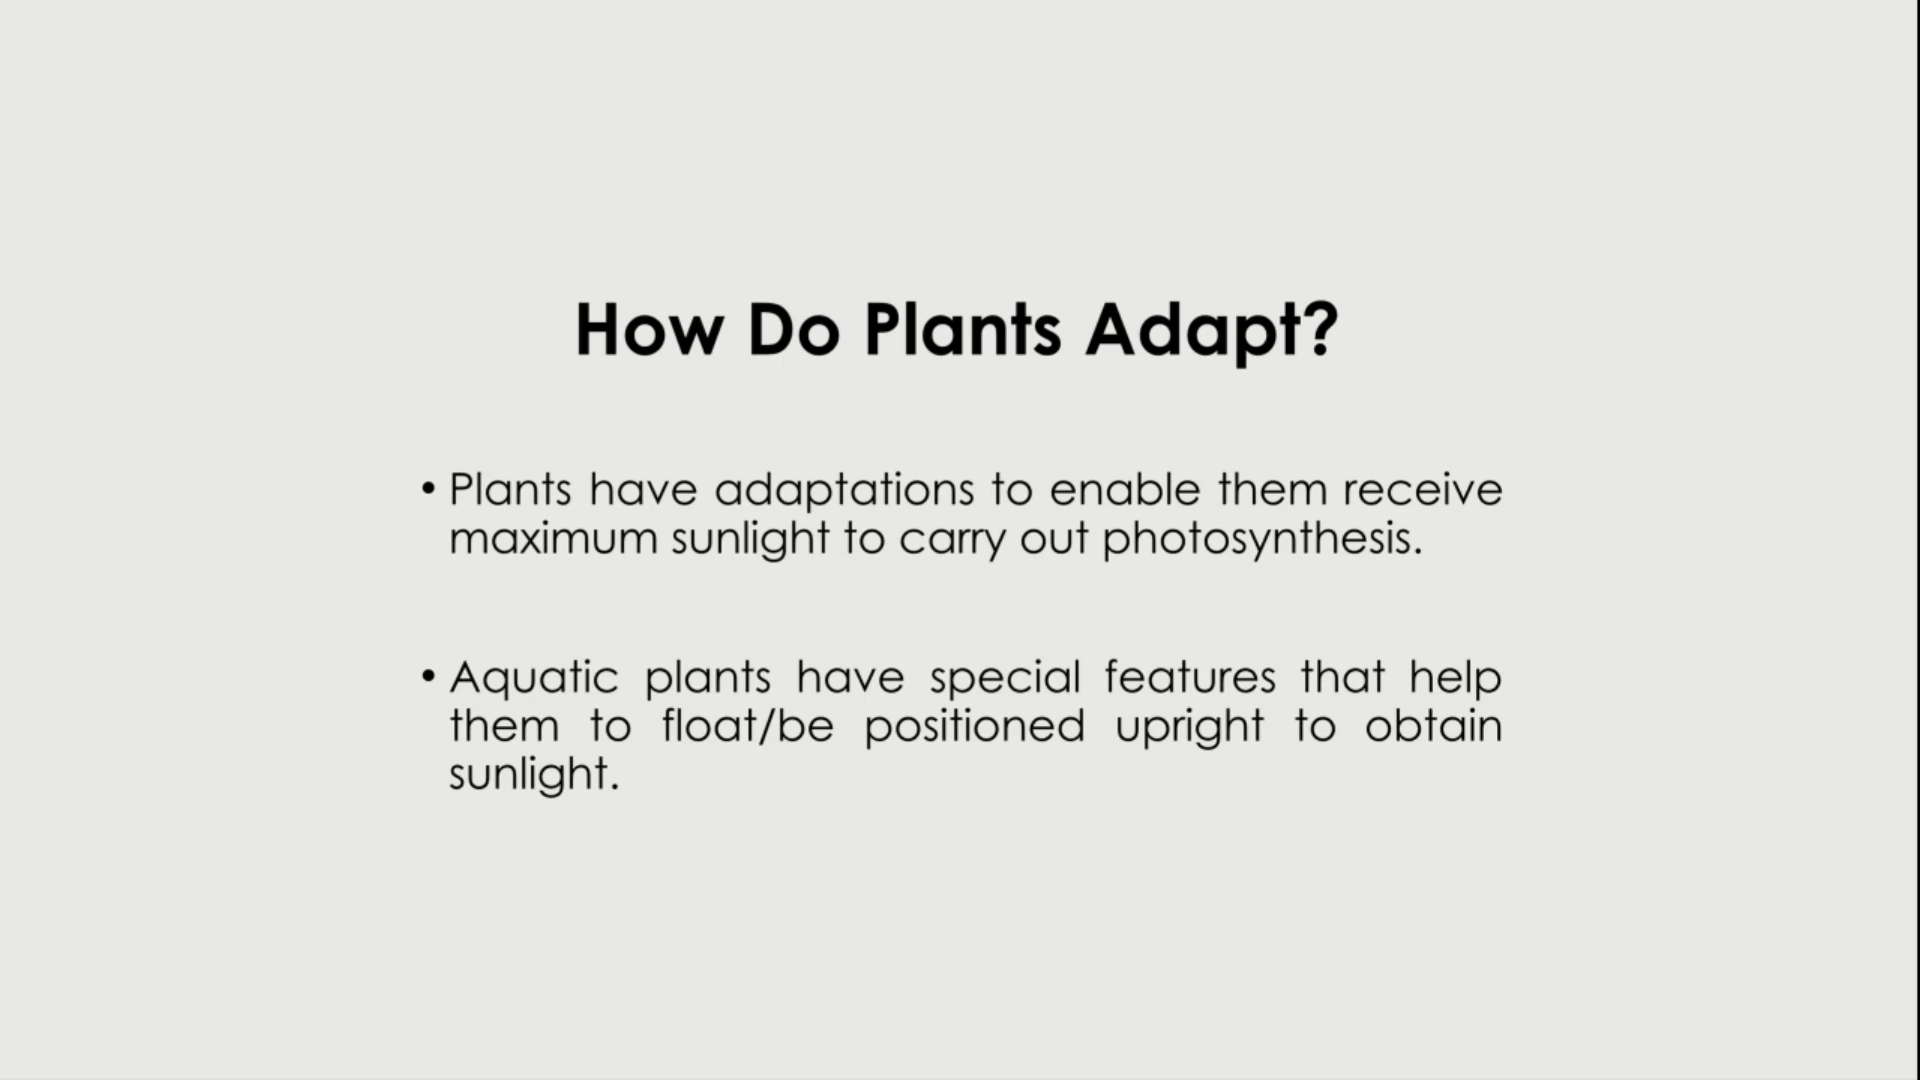 How Do Plants Adapt?
• Plants have adaptations to enable them receive
maximum sunlight to carry out photosynthesis.
• Aquatic plants have special features that help
them to float/be positioned upright to obtain
sunlight.